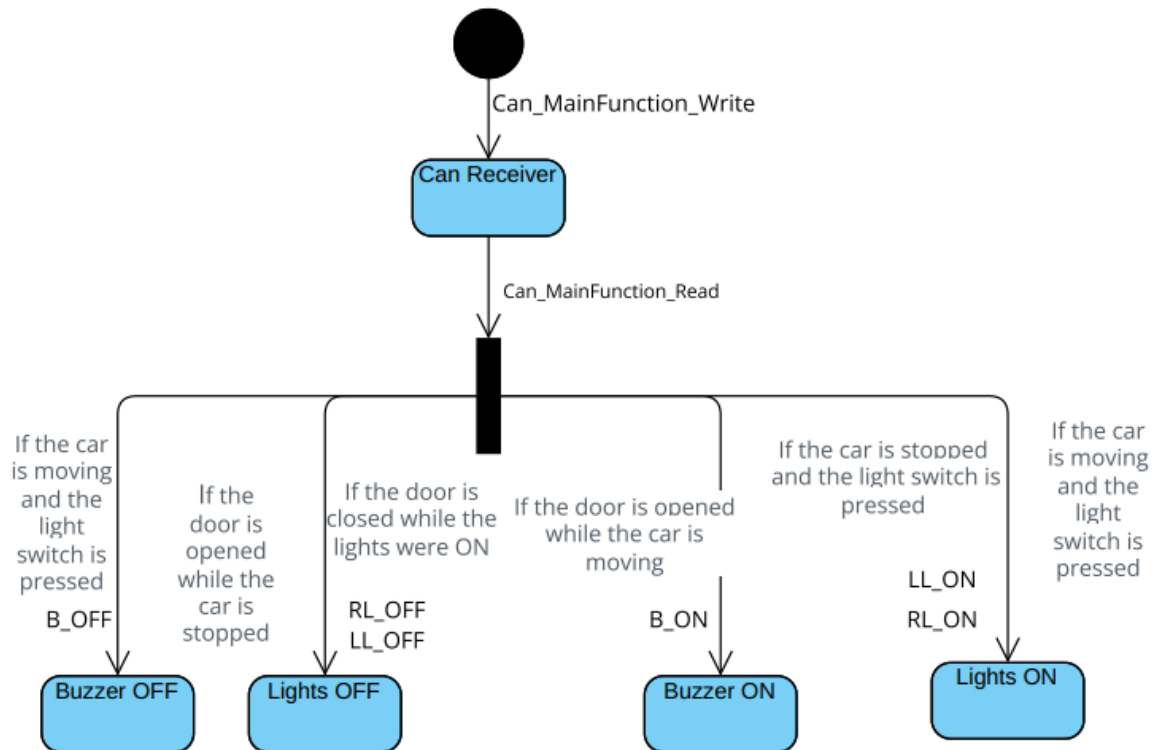 Can_MainFunction_Write
Can Receiver
Can_MainFunction_Read
If the car
is moving
and the
light
switch is
pressed
B_OFF
If the
door is
opened
while the
car is
stopped
If the door is
closed while the
lights were ON
RL_OFF
LL_OFF
If the door is opened
while the car is
moving
B_ON
If the car is stopped
and the light switch is
pressed
LL_ON
RL_ON
If the car
is moving
and the
light
switch is
pressed
Buzzer OFF
Lights OFF
Buzzer ON
Lights ON